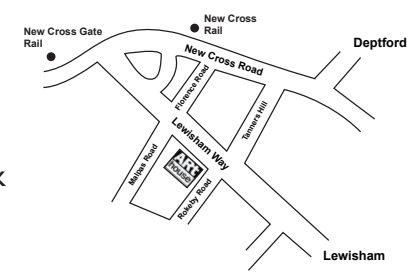 New Cross Gate
Rail
New Cross
Rail
Deptford
New Cross Road
Florence Road
Tanners Hill
Lewisham Way
Malpas Road
ART
house
Rokeby Road
K
Lewisham